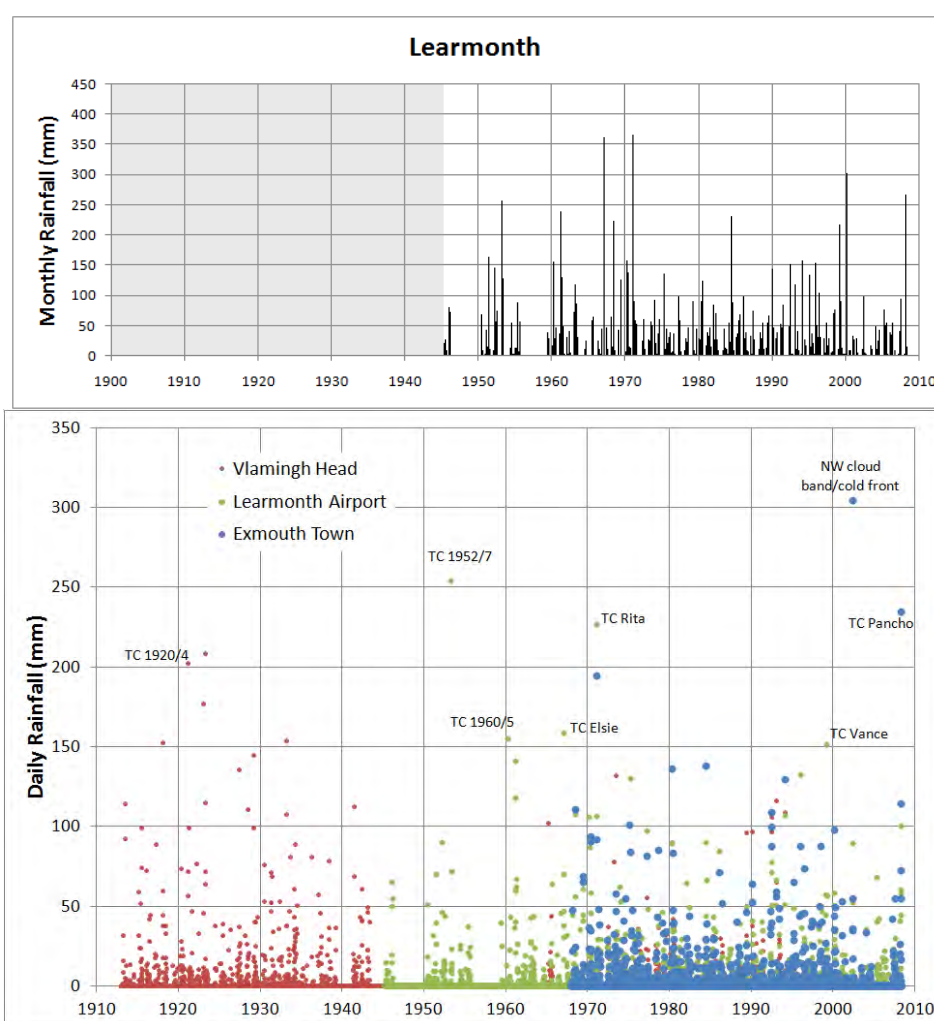 Learmonth
Monthly Rainfall (mm)
450
400
350
300
250
200
150
100
50
0
1900 1910 1920 1930 1940 1950 1960 1970 1980 1990 2000 2010
Daily Rainfall (mm)
350
300
250
200
150
100
50
0
Vlamingh Head
Learmonth Airport
Exmouth Town
NW cloud
band/cold front
TC 1952/7
TC Rita
TC Pancho
TC 1920/4
TC 1960/5
TC Elsie
TC Vance
1910 1920 1930 1940 1950 1960 1970 1980 1990 2000 2010